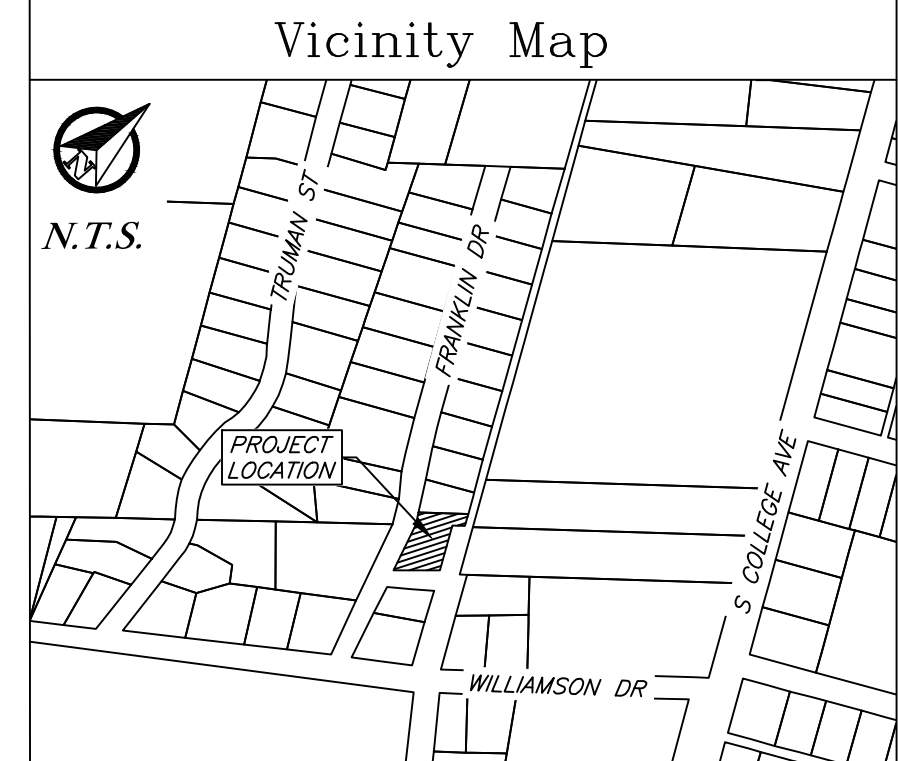 Vicinity Map
N
N.T.S.
TRUMAN ST
FRANKLIN DR
PROJECT
LOCATION
S COLLEGE AVE
WILLIAMSON DR